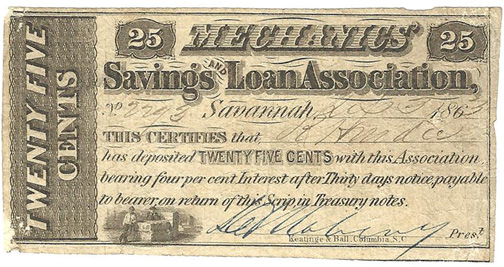 25 MECHANICS 25
Savings AND Loan Association,
TWENTY FIVE CENTS
No Savannah 1863
THIS CERTIFIES that
has deposited TWENTY FIVE CENTS with this Association
bearing four per cent Interest after Thirty days notice, payable
to bearer on return of this Scrip in Treasury notes.
Prest
Keatinge & Ball, Columbia, S.C.